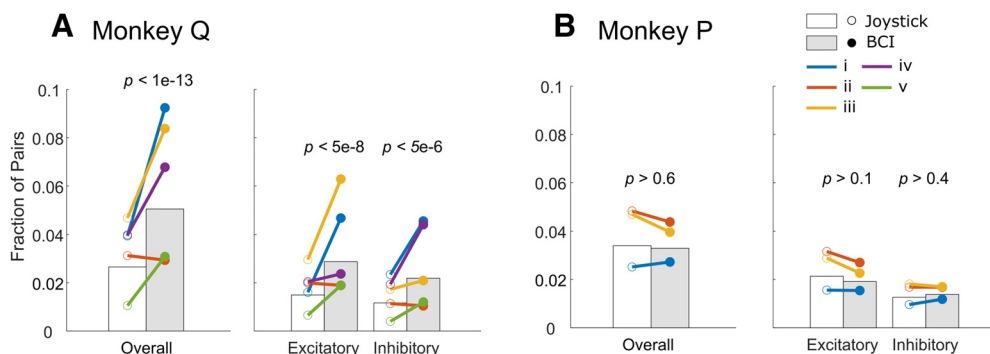 A Monkey Q
B Monkey P
Joystick
BCI
i
iv
ii
v
iii
p < 1e-13
p < 5e-8
p < 5e-6
p > 0.6
p > 0.1
p > 0.4
Fraction of Pairs
0.1
0.08
0.06
0.04
0.02
0
0.1
0.08
0.06
0.04
0.02
0
Overall
Excitatory Inhibitory
Overall
Excitatory Inhibitory